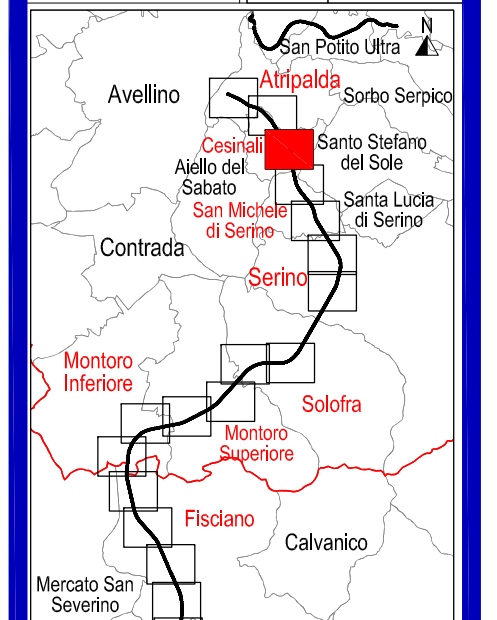 N
San Potito Ultra
Atripalda
Avellino
Sorbo Serpico
Cesinali
Santo Stefano
del Sole
Aiello del
Sabato
Santa Lucia
di Serino
San Michele
di Serino
Contrada
Serino
Montoro
Inferiore
Solofra
Montoro
Superiore
Fisciano
Calvanico
Mercato San
Severino